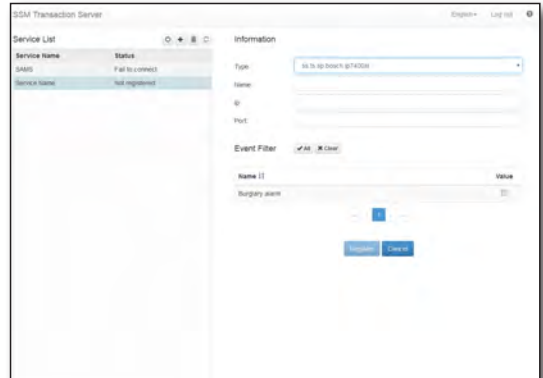 SSM Transaction Server
English
Log out
Service List
Information
Service Name Status
SAMS Fail to connect
Service Name Not registered
Type:
Name:
Ip:
Port:
Event Filter All Clear
Name
Value
Burglary alarm
Register Cancel